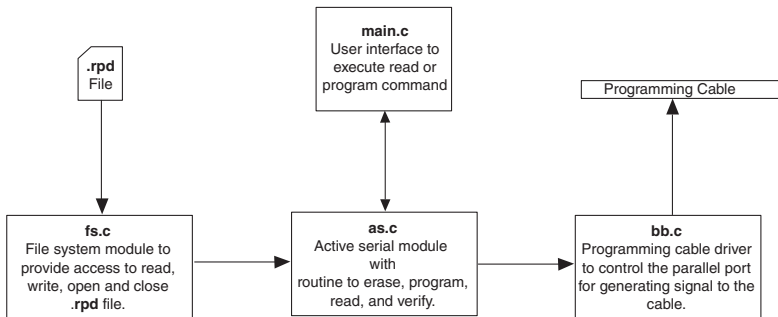 .rpd
File
main.c
User interface to
execute read or
program command
Programming Cable
fs.c
File system module to
provide access to read,
write, open and close
.rpd file.
as.c
Active serial module
with
routine to erase, program,
read, and verify.
bb.c
Programming cable driver
to control the parallel port
for generating signal to the
cable.